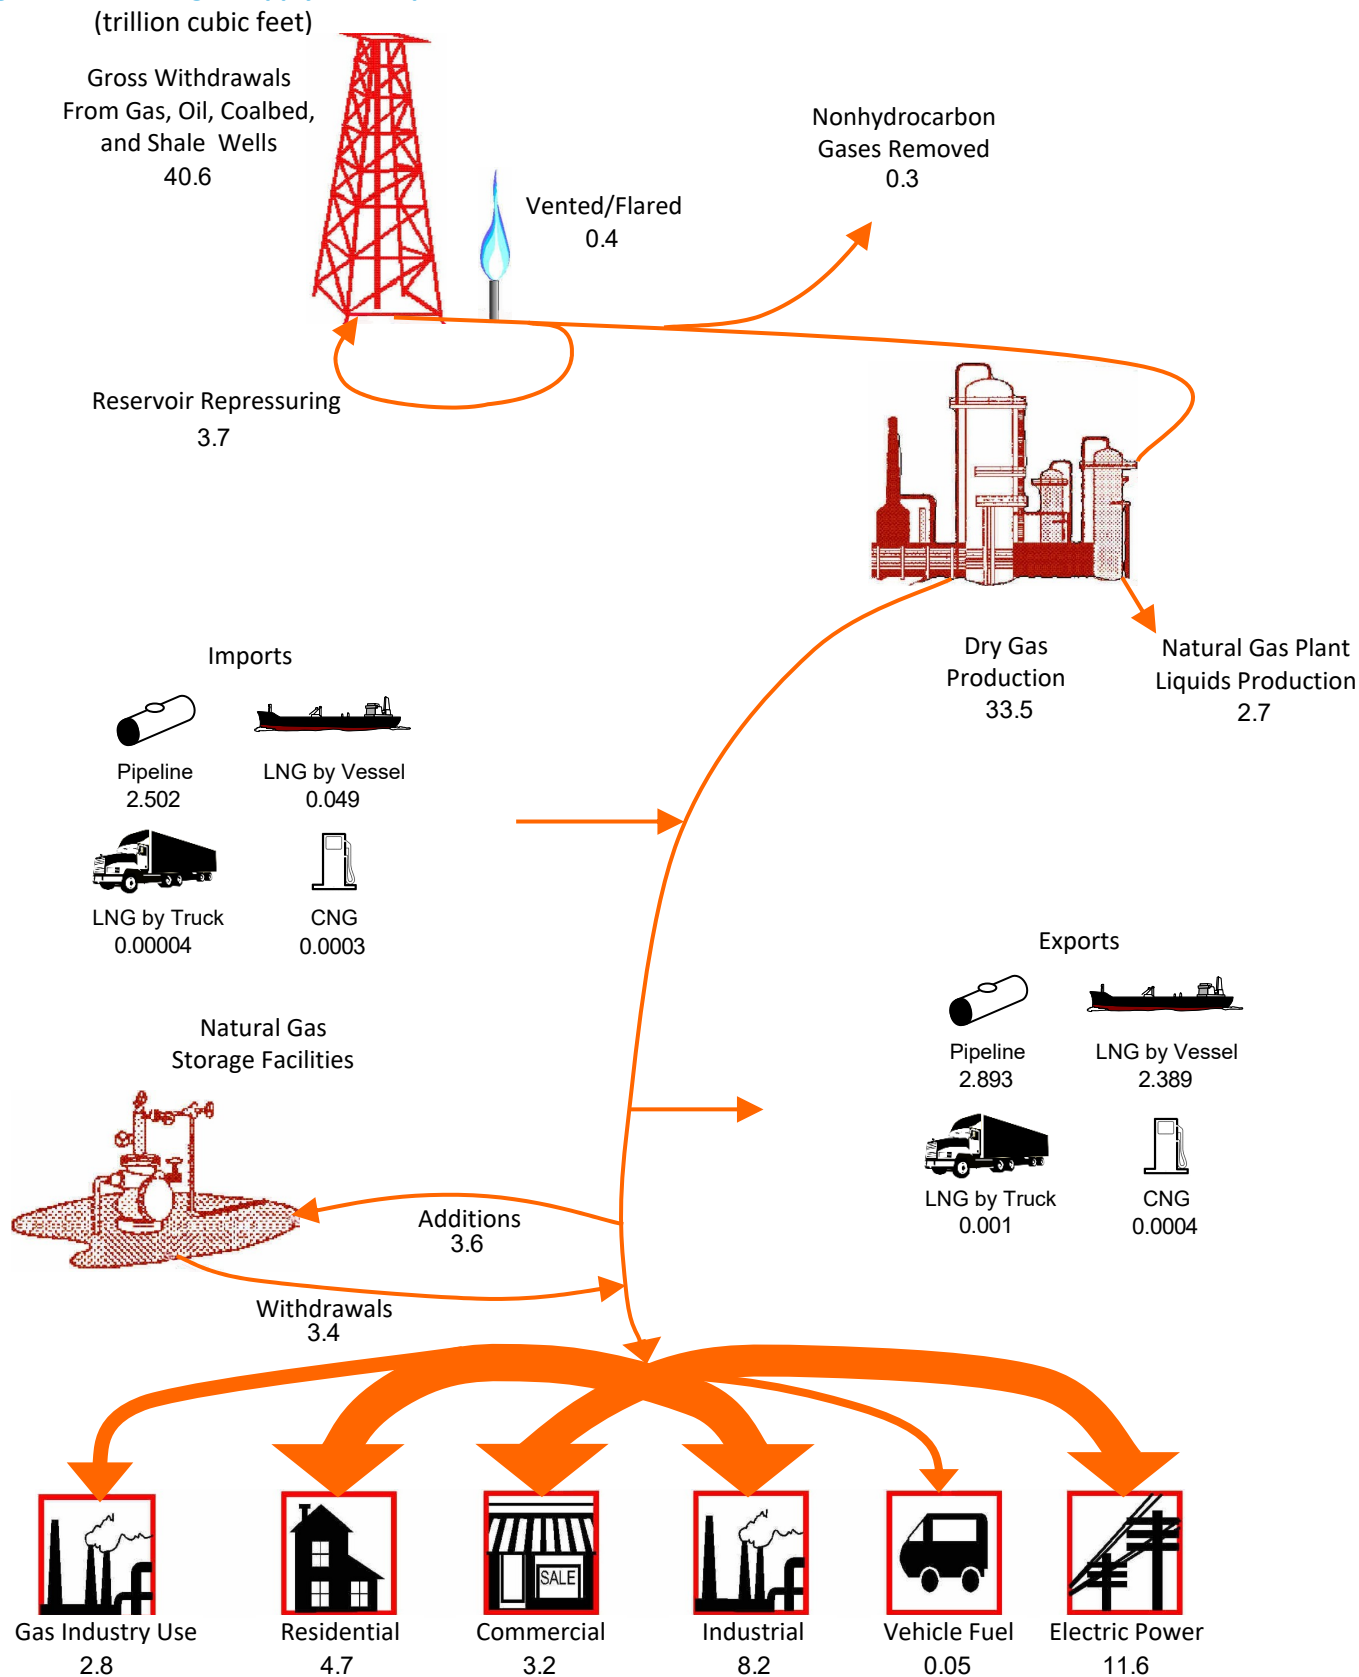 (trillion cubic feet)
Gross Withdrawals
From Gas, Oil, Coalbed,
and Shale Wells
40.6
Nonhydrocarbon
Gases Removed
0.3
Vented/Flared
0.4
Reservoir Repressuring
3.7
Dry Gas
Production
33.5
Natural Gas Plant
Liquids Production
2.7
Imports
Pipeline
2.502
LNG by Vessel
0.049
LNG by Truck
0.00004
CNG
0.0003
Exports
Pipeline
2.893
LNG by Vessel
2.389
LNG by Truck
0.001
CNG
0.0004
Natural Gas
Storage Facilities
Additions
3.6
Withdrawals
3.4
SALE
Gas Industry Use
2.8
Residential
4.7
Commercial
3.2
Industrial
8.2
Vehicle Fuel
0.05
Electric Power
11.6